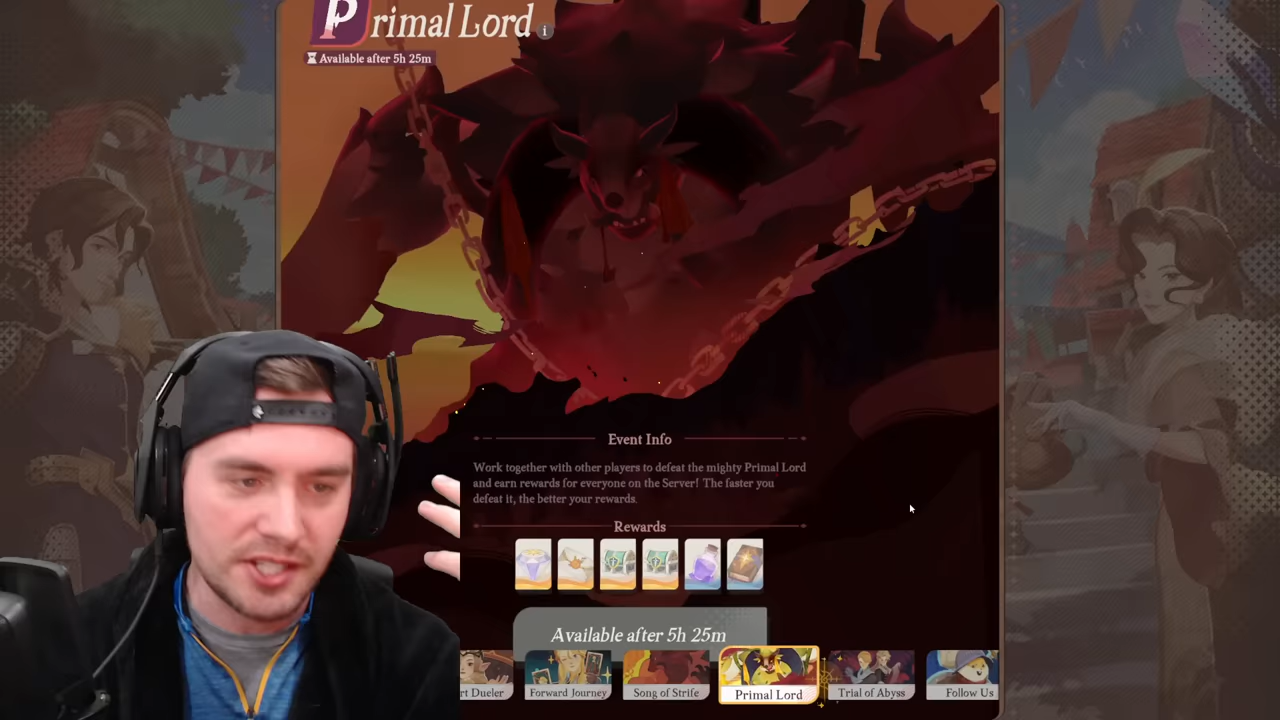 Primal Lord
Available after 5h 25m
Event Info
Work together with other players to defeat the mighty Primal Lord
and earn rewards for everyone on the Server! The faster you
defeat it, the better your rewards.
Rewards
Available after 5h 25m
rt Dueler
Forward Journey
Song of Strife
Primal Lord
Trial of Abyss
Follow Us